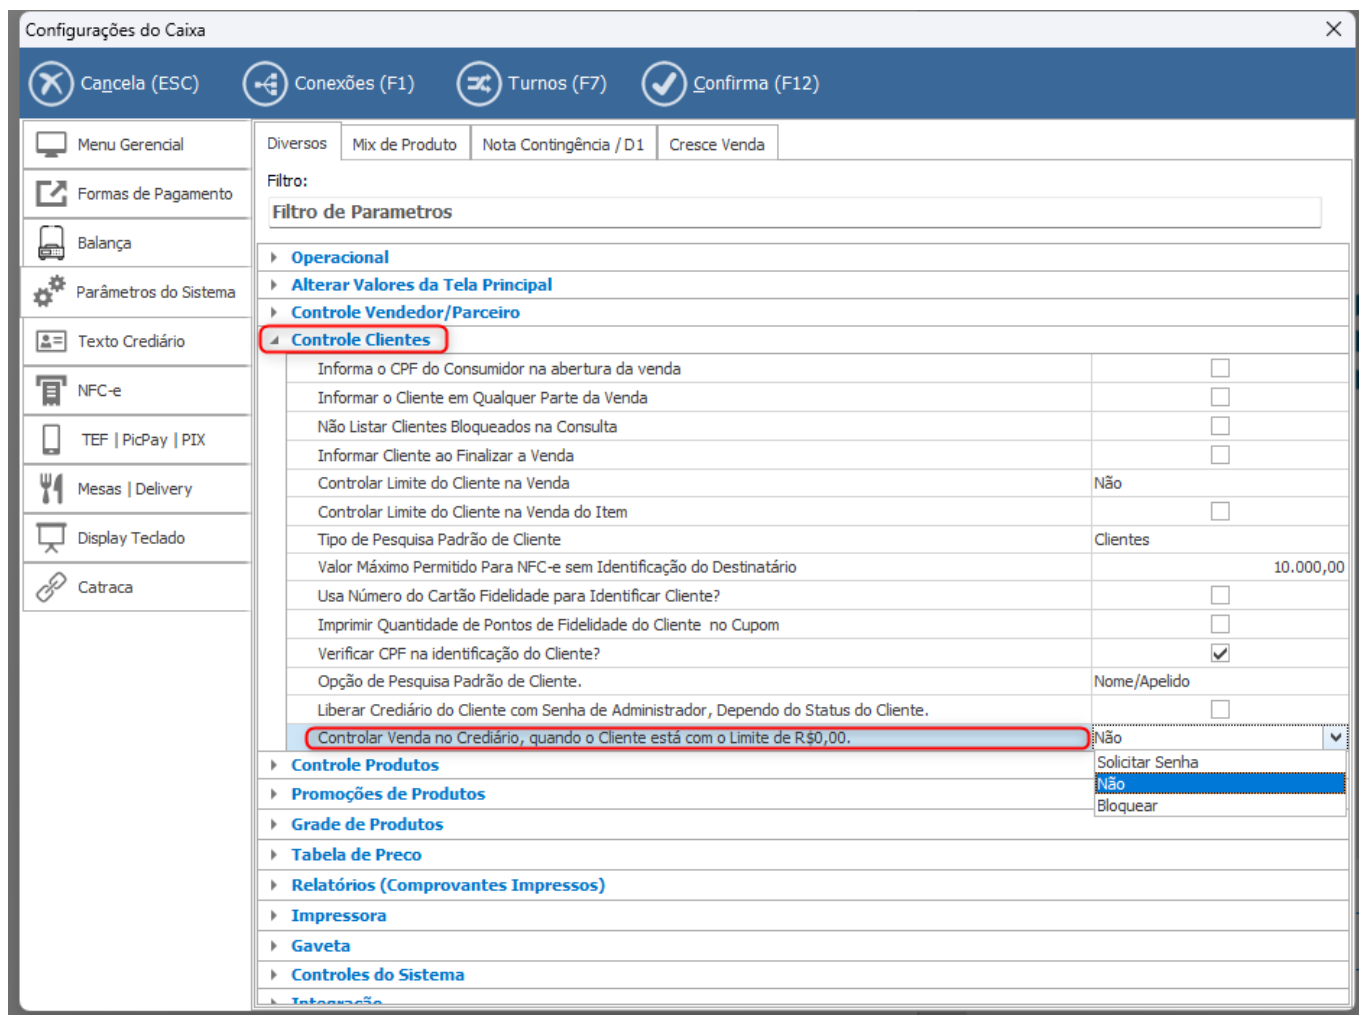 Configurações do Caixa
Cancela (ESC)
Conexões (F1)
Turnos (F7)
Confirma (F12)
Menu Gerencial
Formas de Pagamento
Balança
Parâmetros do Sistema
Texto Crediário
NFC-e
TEF | PicPay | PIX
Mesas | Delivery
Display Teclado
Catraca
Diversos
Mix de Produto
Nota Contingência / D1
Cresce Venda
Filtro:
Filtro de Parametros
Operacional
Alterar Valores da Tela Principal
Controle Vendedor/Parceiro
Controle Clientes
Informa o CPF do Consumidor na abertura da venda
Informar o Cliente em Qualquer Parte da Venda
Não Listar Clientes Bloqueados na Consulta
Informar Cliente ao Finalizar a Venda
Controlar Limite do Cliente na Venda Não
Controlar Limite do Cliente na Venda do Item
Tipo de Pesquisa Padrão de Cliente Clientes
Valor Máximo Permitido Para NFC-e sem Identificação do Destinatário 10.000,00
Usa Número do Cartão Fidelidade para Identificar Cliente?
Imprimir Quantidade de Pontos de Fidelidade do Cliente no Cupom
Verificar CPF na identificação do Cliente?
Opção de Pesquisa Padrão de Cliente. Nome/Apelido
Liberar Crediário do Cliente com Senha de Administrador, Dependo do Status do Cliente.
Controlar Venda no Crediário, quando o Cliente está com o Limite de R$0,00. Não
Solicitar Senha
Não
Bloquear
Controle Produtos
Promoções de Produtos
Grade de Produtos
Tabela de Preco
Relatórios (Comprovantes Impressos)
Impressora
Gaveta
Controles do Sistema
Integração